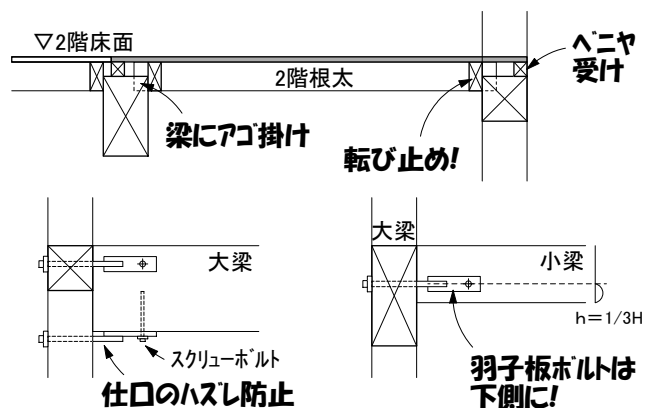 ▽2階床面
ベニヤ
受け
2階根太
梁にアゴ掛け
転び止め!
大梁
大梁
小梁
h=1/3H
スクリューボルト
仕口のハズレ防止
羽子板ボルトは
下側に!